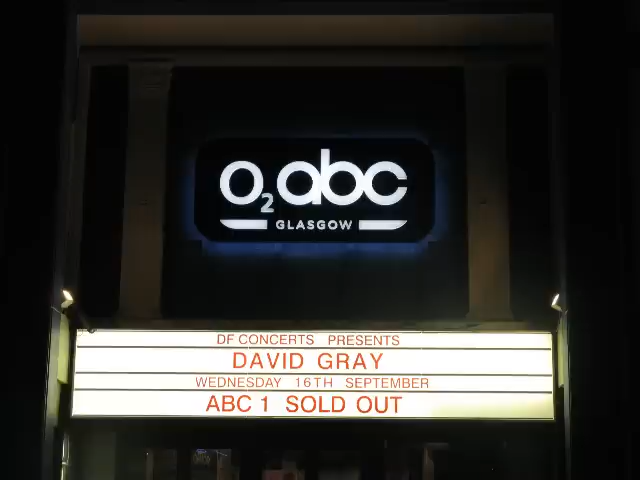 O2 abc
GLASGOW
DF CONCERTS PRESENTS
DAVID GRAY
WEDNESDAY 16TH SEPTEMBER
ABC 1 SOLD OUT